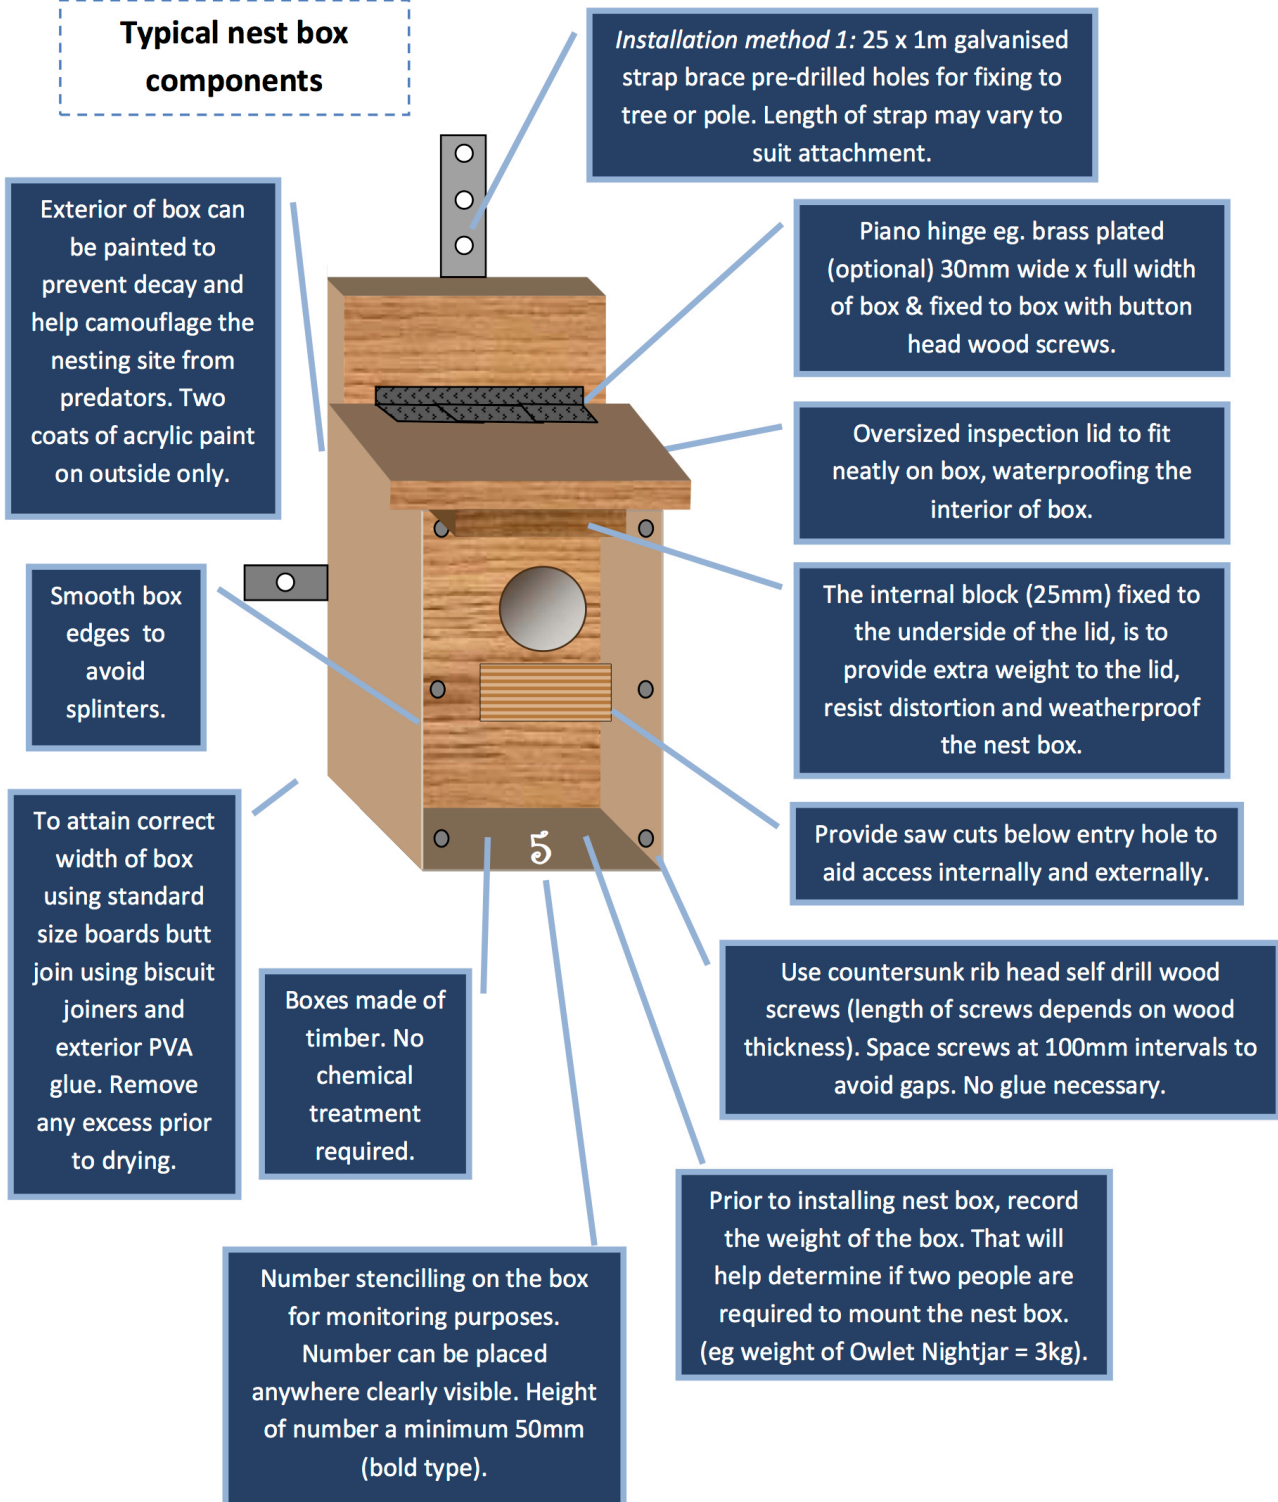 Typical nest box
components
Installation method 1: 25 x 1m galvanised
strap brace pre-drilled holes for fixing to
tree or pole. Length of strap may vary to
suit attachment.
Exterior of box can
be painted to
prevent decay and
help camouflage the
nesting site from
predators. Two
coats of acrylic paint
on outside only.
Piano hinge eg. brass plated
(optional) 30mm wide x full width
of box & fixed to box with button
head wood screws.
Oversized inspection lid to fit
neatly on box, waterproofing the
interior of box.
Smooth box
edges to
avoid
splinters.
The internal block (25mm) fixed to
the underside of the lid, is to
provide extra weight to the lid,
resist distortion and weatherproof
the nest box.
To attain correct
width of box
using standard
size boards butt
join using biscuit
joiners and
exterior PVA
glue. Remove
any excess prior
to drying.
Provide saw cuts below entry hole to
aid access internally and externally.
5
Boxes made of
timber. No
chemical
treatment
required.
Use countersunk rib head self drill wood
screws (length of screws depends on wood
thickness). Space screws at 100mm intervals to
avoid gaps. No glue necessary.
Prior to installing nest box, record
the weight of the box. That will
help determine if two people are
required to mount the nest box.
(eg weight of Owlet Nightjar = 3kg).
Number stencilling on the box
for monitoring purposes.
Number can be placed
anywhere clearly visible. Height
of number a minimum 50mm
(bold type).